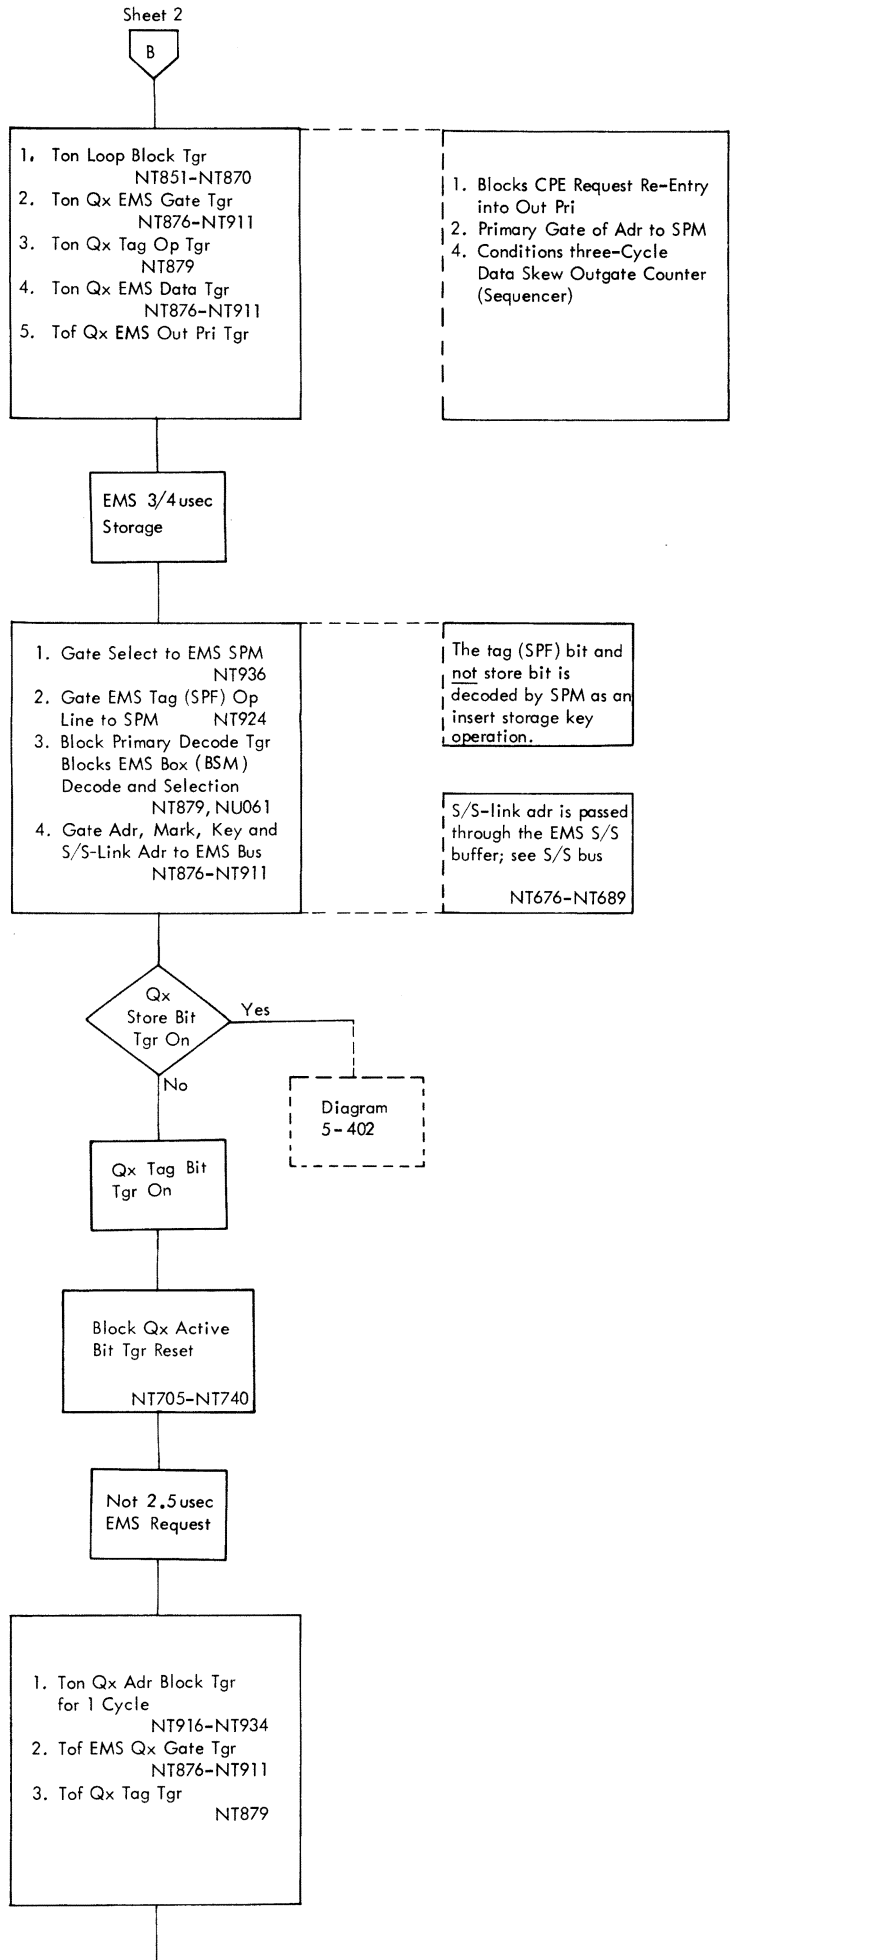 Sheet 2
B
1. Ton Loop Block Tgr
NT851-NT870
2. Ton Qx EMS Gate Tgr
NT876-NT911
3. Ton Qx Tag Op Tgr
NT879
4. Ton Qx EMS Data Tgr
NT876-NT911
5. Tof Qx EMS Out Pri Tgr
1. Blocks CPE Request Re-Entry
into Out Pri
2. Primary Gate of Adr to SPM
4. Conditions three-Cycle
Data Skew Outgate Counter
(Sequencer)
EMS 3/4 usec
Storage
1. Gate Select to EMS SPM
NT936
2. Gate EMS Tag (SPF) Op
Line to SPM NT924
3. Block Primary Decode Tgr
Blocks EMS Box (BSM)
Decode and Selection
NT879, NU061
4. Gate Adr, Mark, Key and
S/S-Link Adr to EMS Bus
NT876-NT911
The tag (SPF) bit and
not store bit is
decoded by SPM as an
insert storage key
operation.
S/S-link adr is passed
through the EMS S/S
buffer; see S/S bus
NT676-NT689
Qx
Store Bit
Tgr On
Yes
No
Diagram
5-402
Qx Tag Bit
Tgr On
Block Qx Active
Bit Tgr Reset
NT705-NT740
Not 2.5 usec
EMS Request
1. Ton Qx Adr Block Tgr
for 1 Cycle
NT916-NT934
2. Tof EMS Qx Gate Tgr
NT876-NT911
3. Tof Qx Tag Tgr
NT879